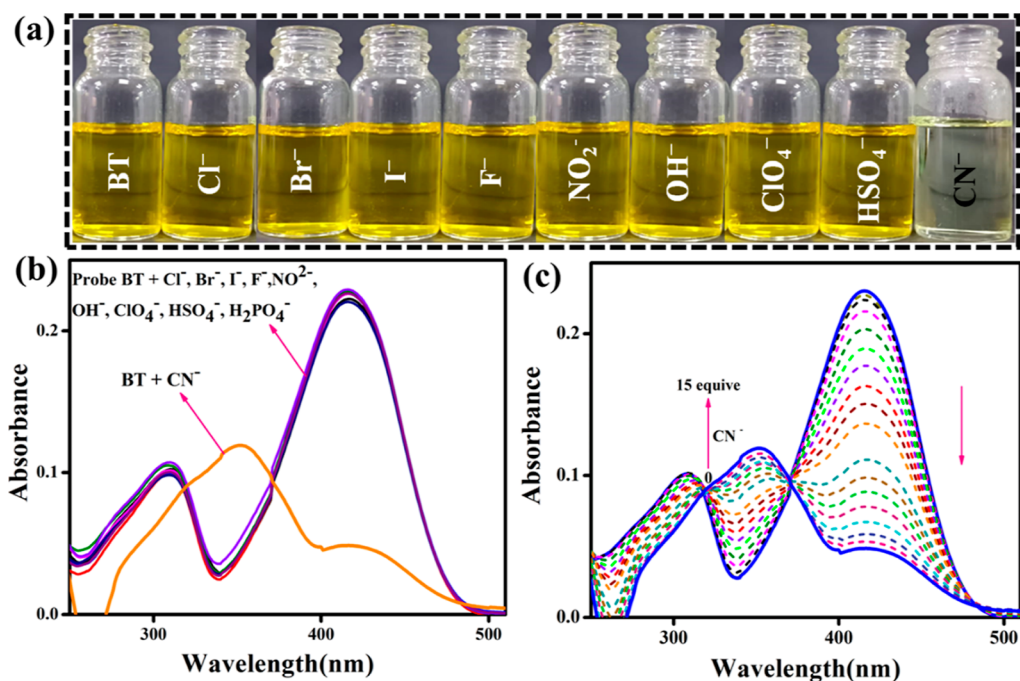 (a)
BT
Cl⁻
Br⁻
I⁻
F⁻
NO₂⁻
OH⁻
ClO₄⁻
HSO₄⁻
CN⁻
(b)
Probe BT + Cl⁻, Br⁻, I⁻, F⁻,NO²⁻,
OH⁻, ClO₄⁻, HSO₄⁻, H₂PO₄⁻
BT + CN⁻
Absorbance
0.2
0.1
0.0
300
400
500
Wavelength(nm)
(c)
15 equive
CN⁻
0
Absorbance
0.2
0.1
0.0
300
400
500
Wavelength(nm)